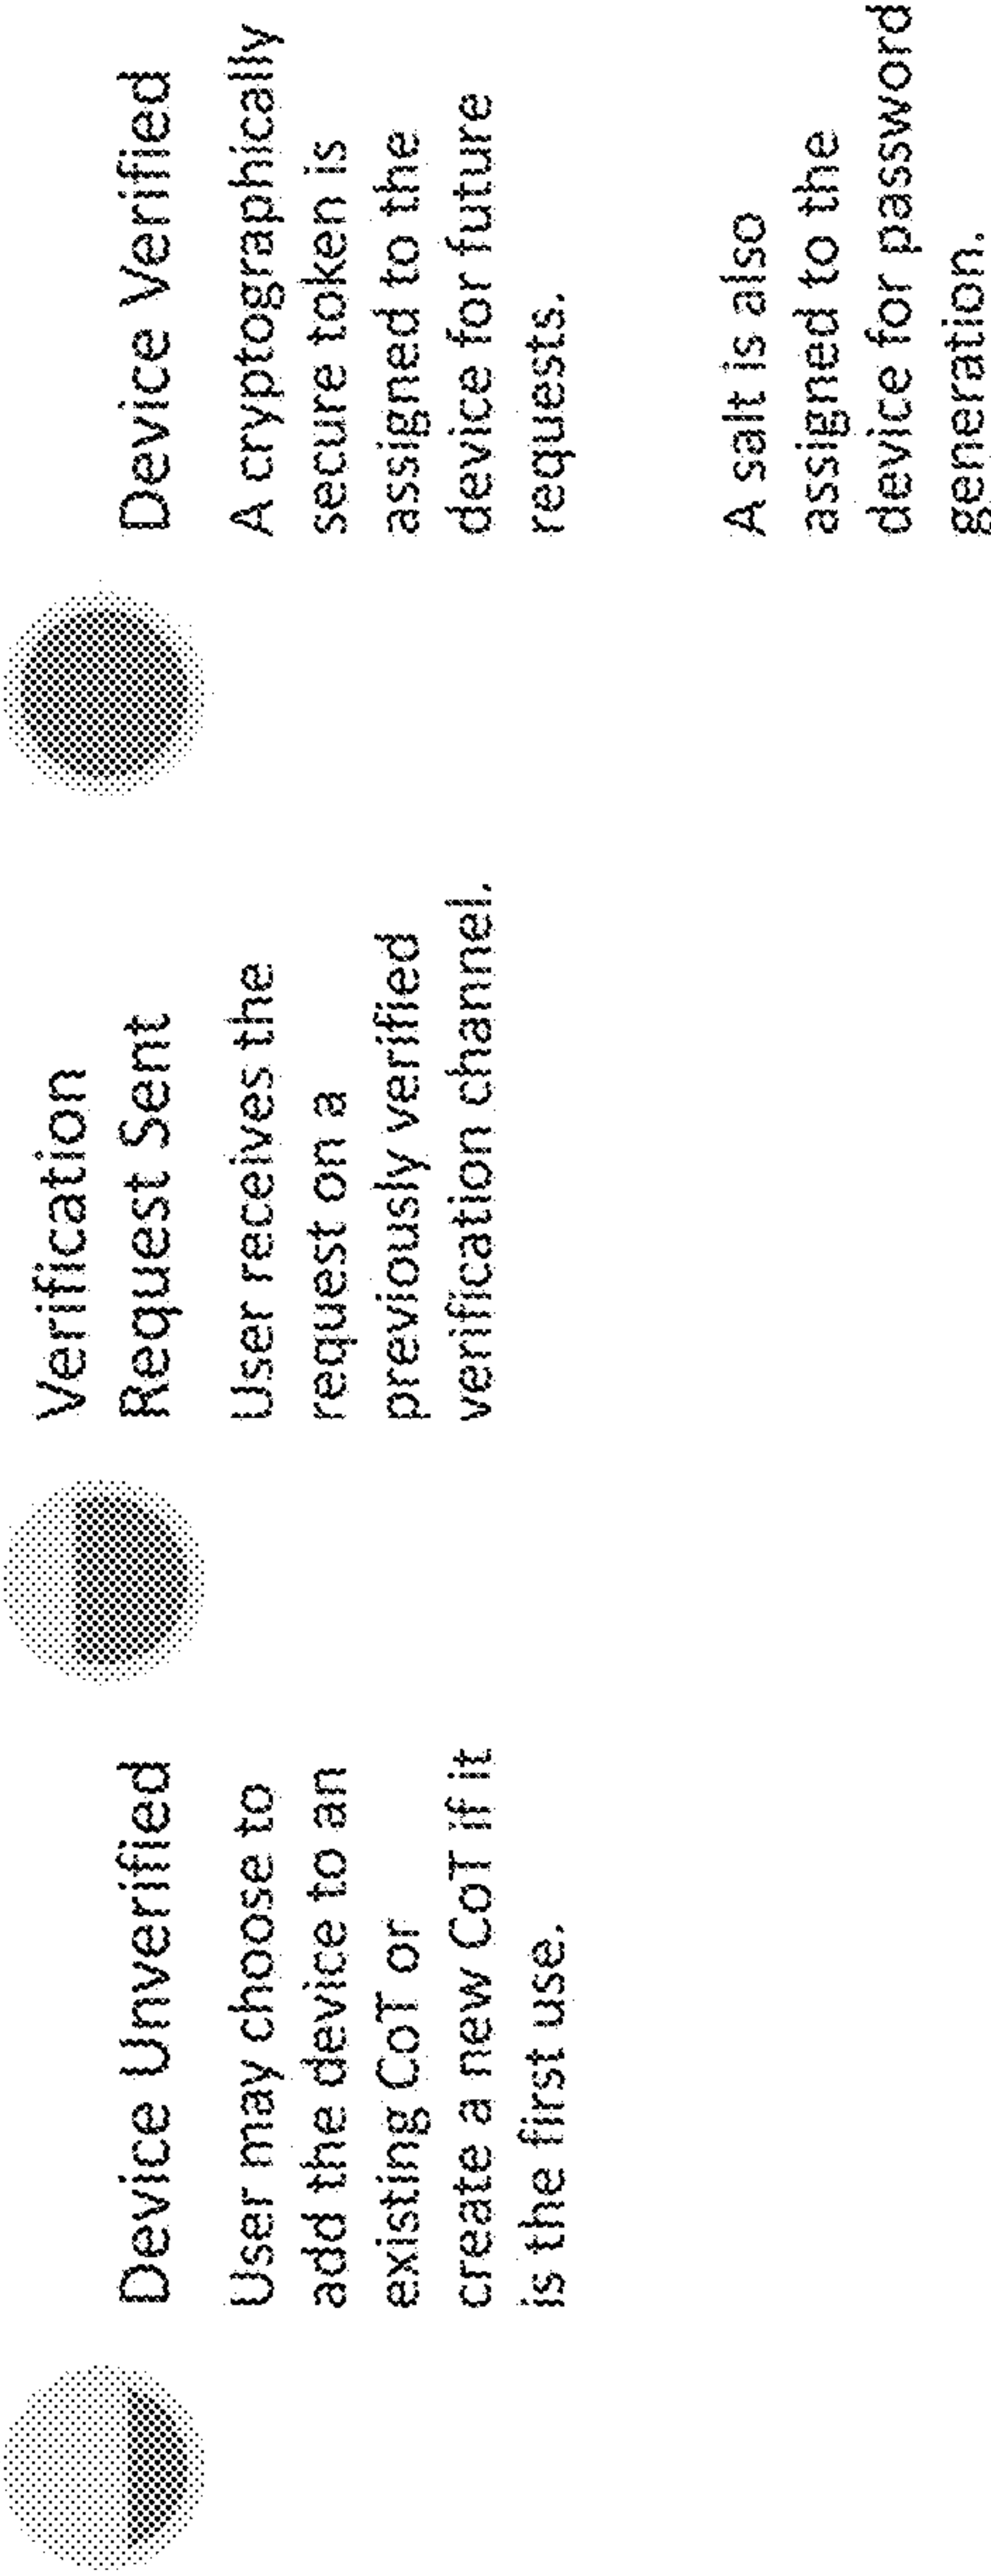 Device Unverified
User may choose to
add the device to an
existing CoT or
create a new CoT if it
is the first use.
Verification
Request Sent
User receives the
request on a
previously verified
verification channel.
Device Verified
A cryptographically
secure token is
assigned to the
device for future
requests.
A salt is also
assigned to the
device for password
generation.